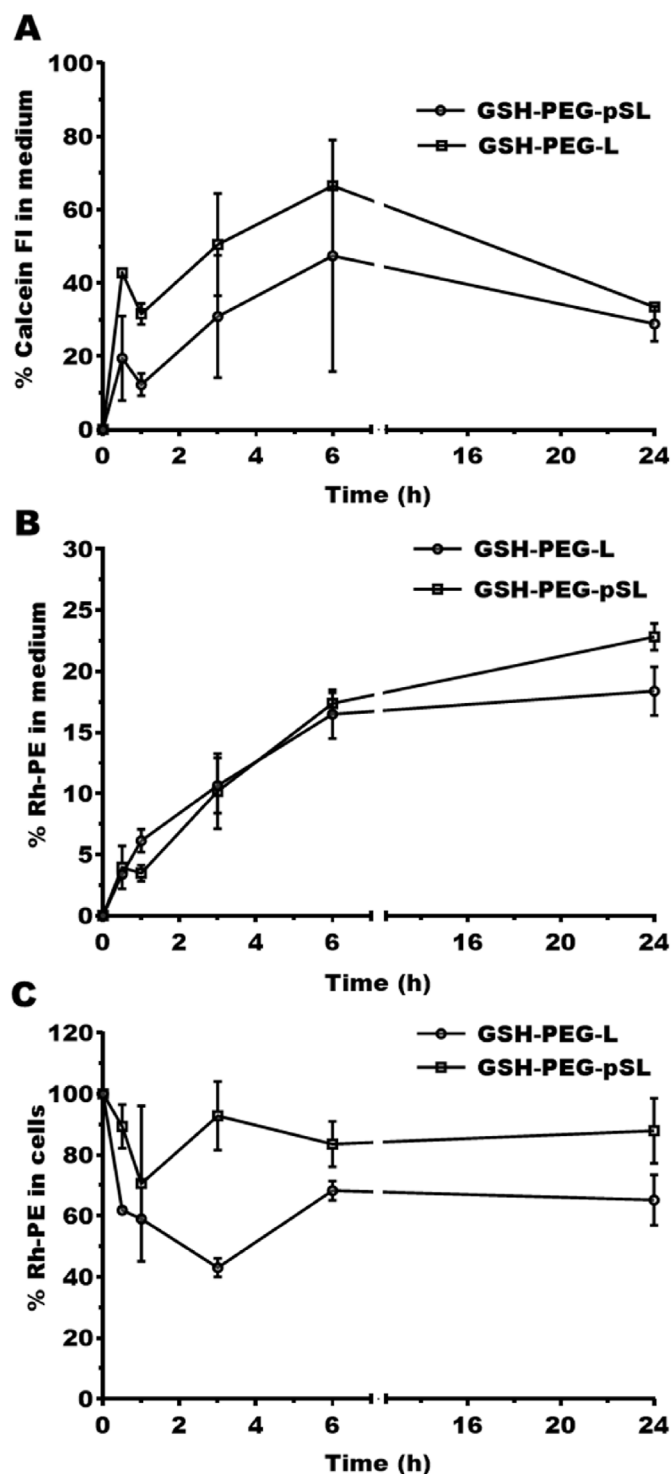 A
% Calcein FI in medium
100
80
60
40
20
0
GSH-PEG-pSL
GSH-PEG-L
0 2 4 6 16 20 24
Time (h)
B
% Rh-PE in medium
30
25
20
15
10
5
0
GSH-PEG-L
GSH-PEG-pSL
0 2 4 6 16 20 24
Time (h)
C
% Rh-PE in cells
120
100
80
60
40
20
0
GSH-PEG-L
GSH-PEG-pSL
0 2 4 6 16 20 24
Time (h)